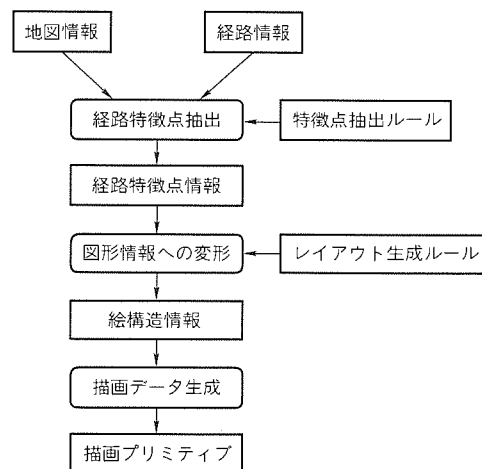 地図情報
経路情報
経路特徴点抽出
特徴点抽出ルール
経路特徴点情報
図形情報への変形
レイアウト生成ルール
絵構造情報
描画データ生成
描画プリミティブ